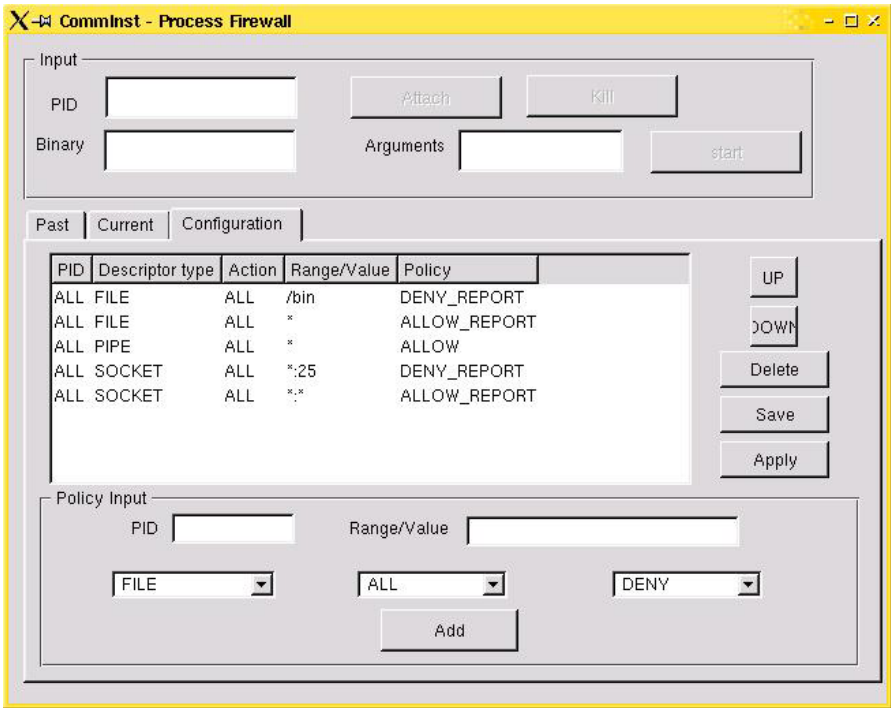 CommInst - Process Firewall
Input
PID Attach Kill
Binary Arguments start
Past Current Configuration
PID Descriptor type Action Range/Value Policy
ALL FILE ALL /bin DENY_REPORT
ALL FILE ALL * ALLOW_REPORT
ALL PIPE ALL * ALLOW
ALL SOCKET ALL *:25 DENY_REPORT
ALL SOCKET ALL *:* ALLOW_REPORT
UP
DOWN
Delete
Save
Apply
Policy Input
PID Range/Value
FILE ALL DENY
Add